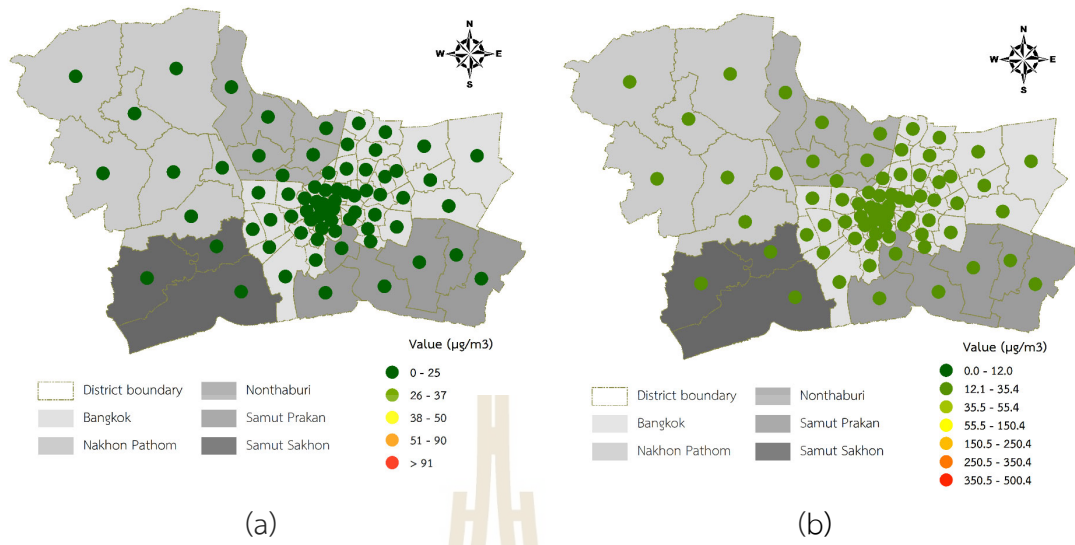 N
W E
S
Value (µg/m3)
0 - 25
26 - 37
38 - 50
51 - 90
> 91
District boundary
Nonthaburi
Bangkok
Samut Prakan
Nakhon Pathom
Samut Sakhon
(a)
N
W E
S
Value (µg/m3)
0.0 - 12.0
12.1 - 35.4
35.5 - 55.4
55.5 - 150.4
150.5 - 250.4
250.5 - 350.4
350.5 - 500.4
District boundary
Nonthaburi
Bangkok
Samut Prakan
Nakhon Pathom
Samut Sakhon
(b)